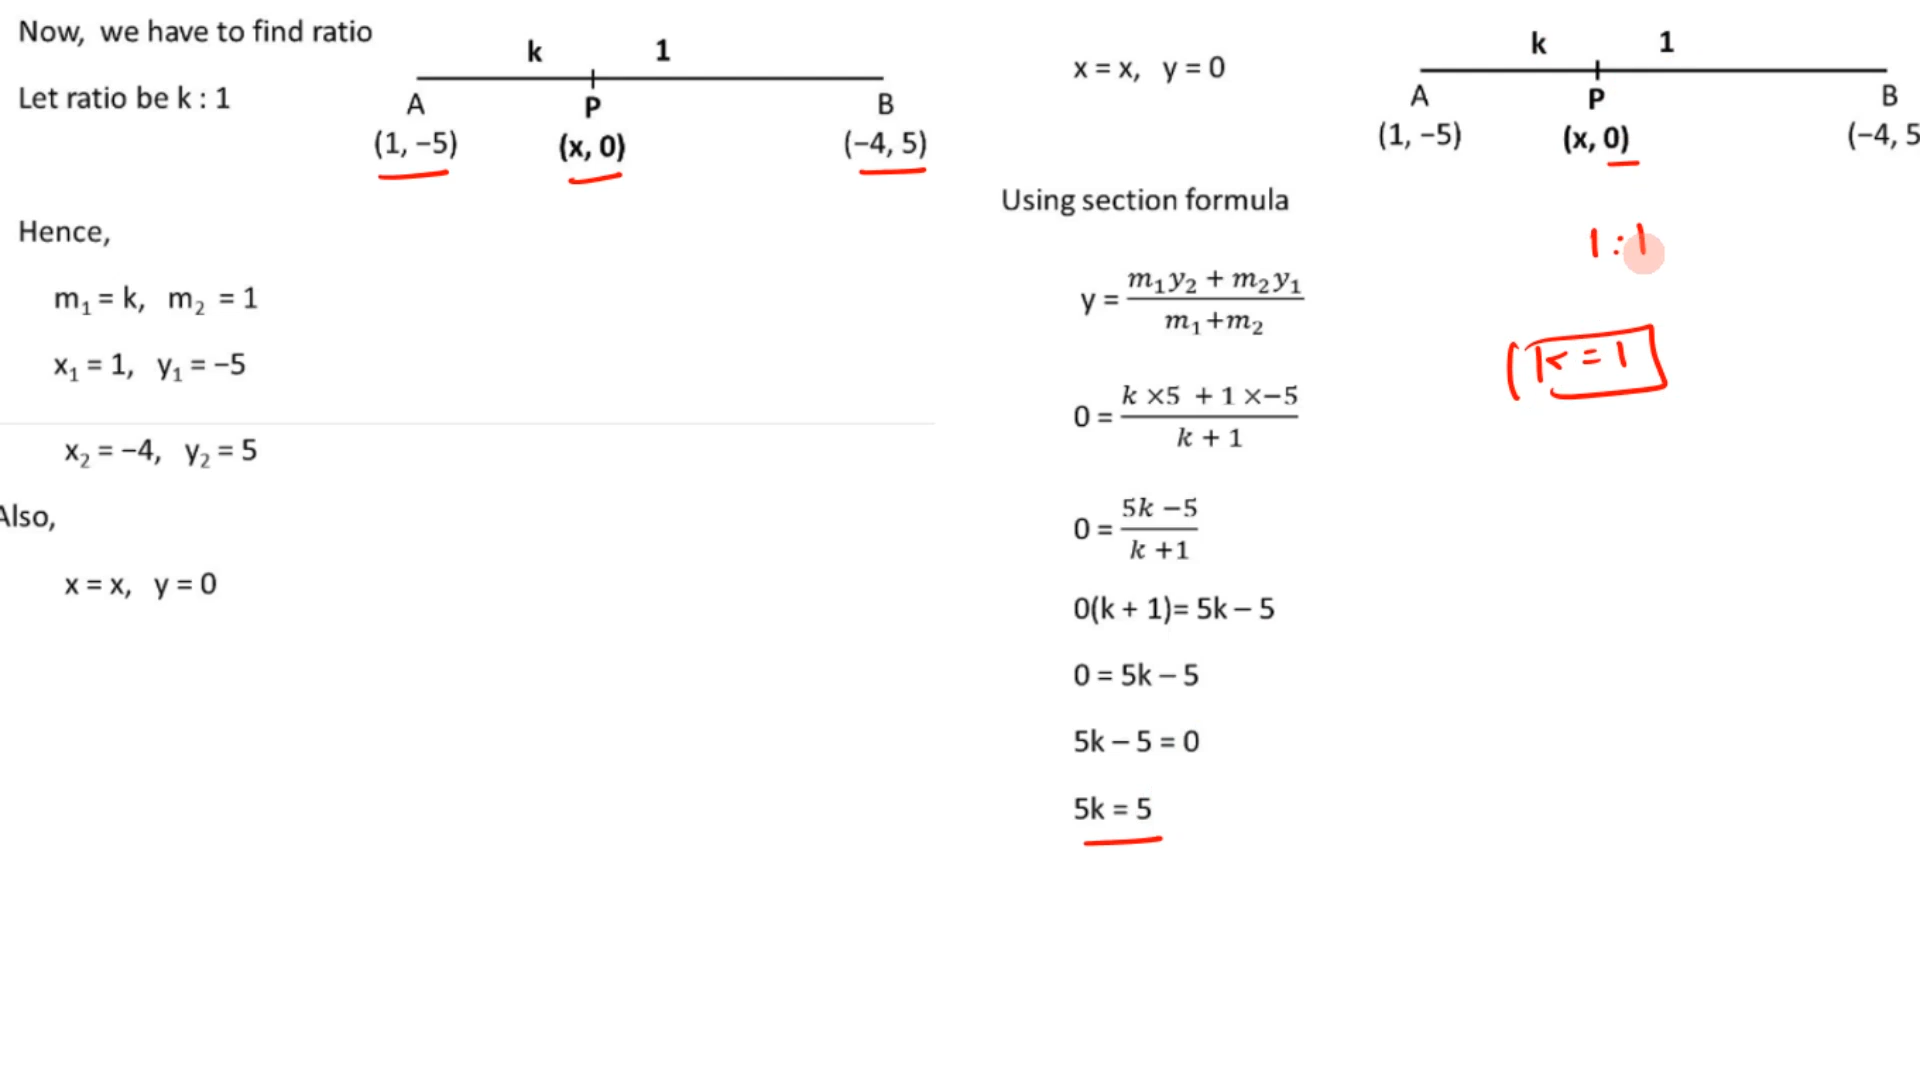 Now, we have to find ratio
k 1
Let ratio be k : 1
A P B
(1, −5) (x, 0) (−4, 5)
Hence,
m₁ = k, m₂ = 1
x₁ = 1, y₁ = −5
x₂ = −4, y₂ = 5
Also,
x = x, y = 0
k 1
x = x, y = 0
A P B
(1, −5) (x, 0) (−4, 5
Using section formula
1 : 1
y = (m₁y₂ + m₂y₁)/(m₁+m₂)
k = 1
0 = (k ×5 + 1 ×−5)/(k + 1)
0 = (5k −5)/(k +1)
0(k + 1)= 5k – 5
0 = 5k – 5
5k – 5 = 0
5k = 5